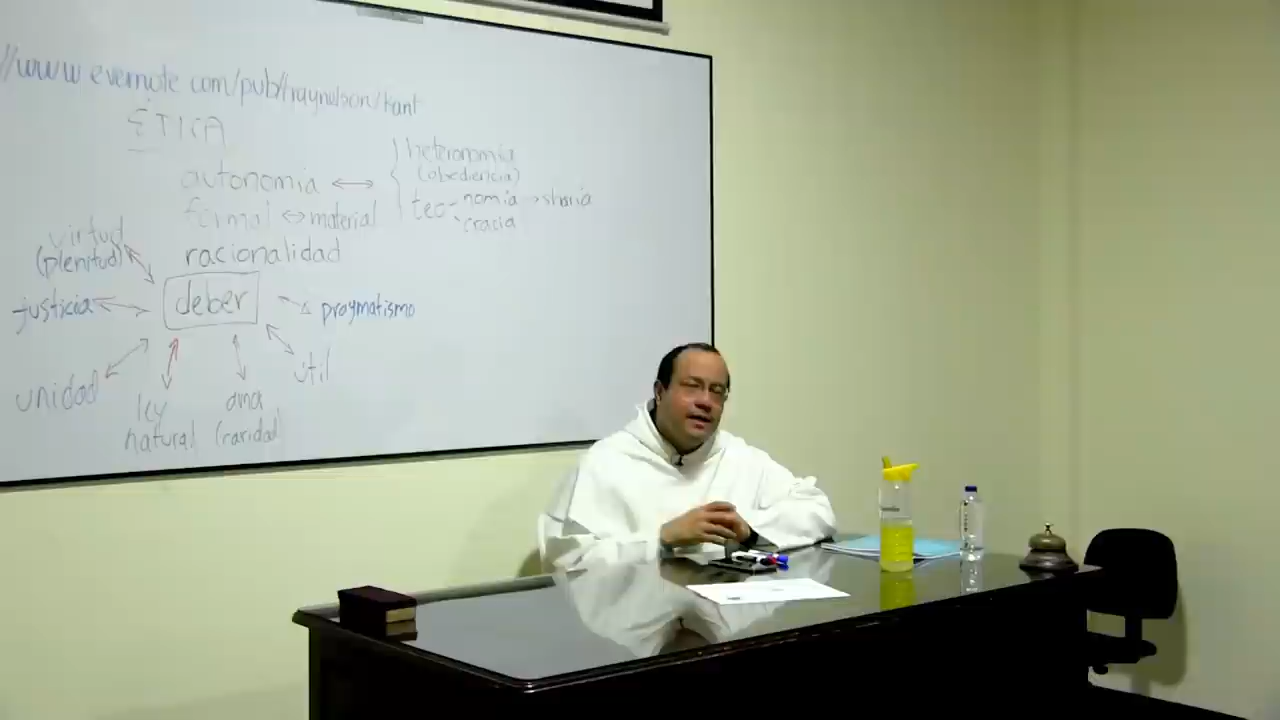 //www.evernote.com/pub/fraynelson/kant
ÉTICA
autonomía ↔ { heteronomía
(obediencia)
teo- nomía → sharia
cracia
formal ↔ material
racionalidad
virtud
(plenitud)
justicia
deber
pragmatismo
unidad
ley
natural
ama
(caridad)
útil